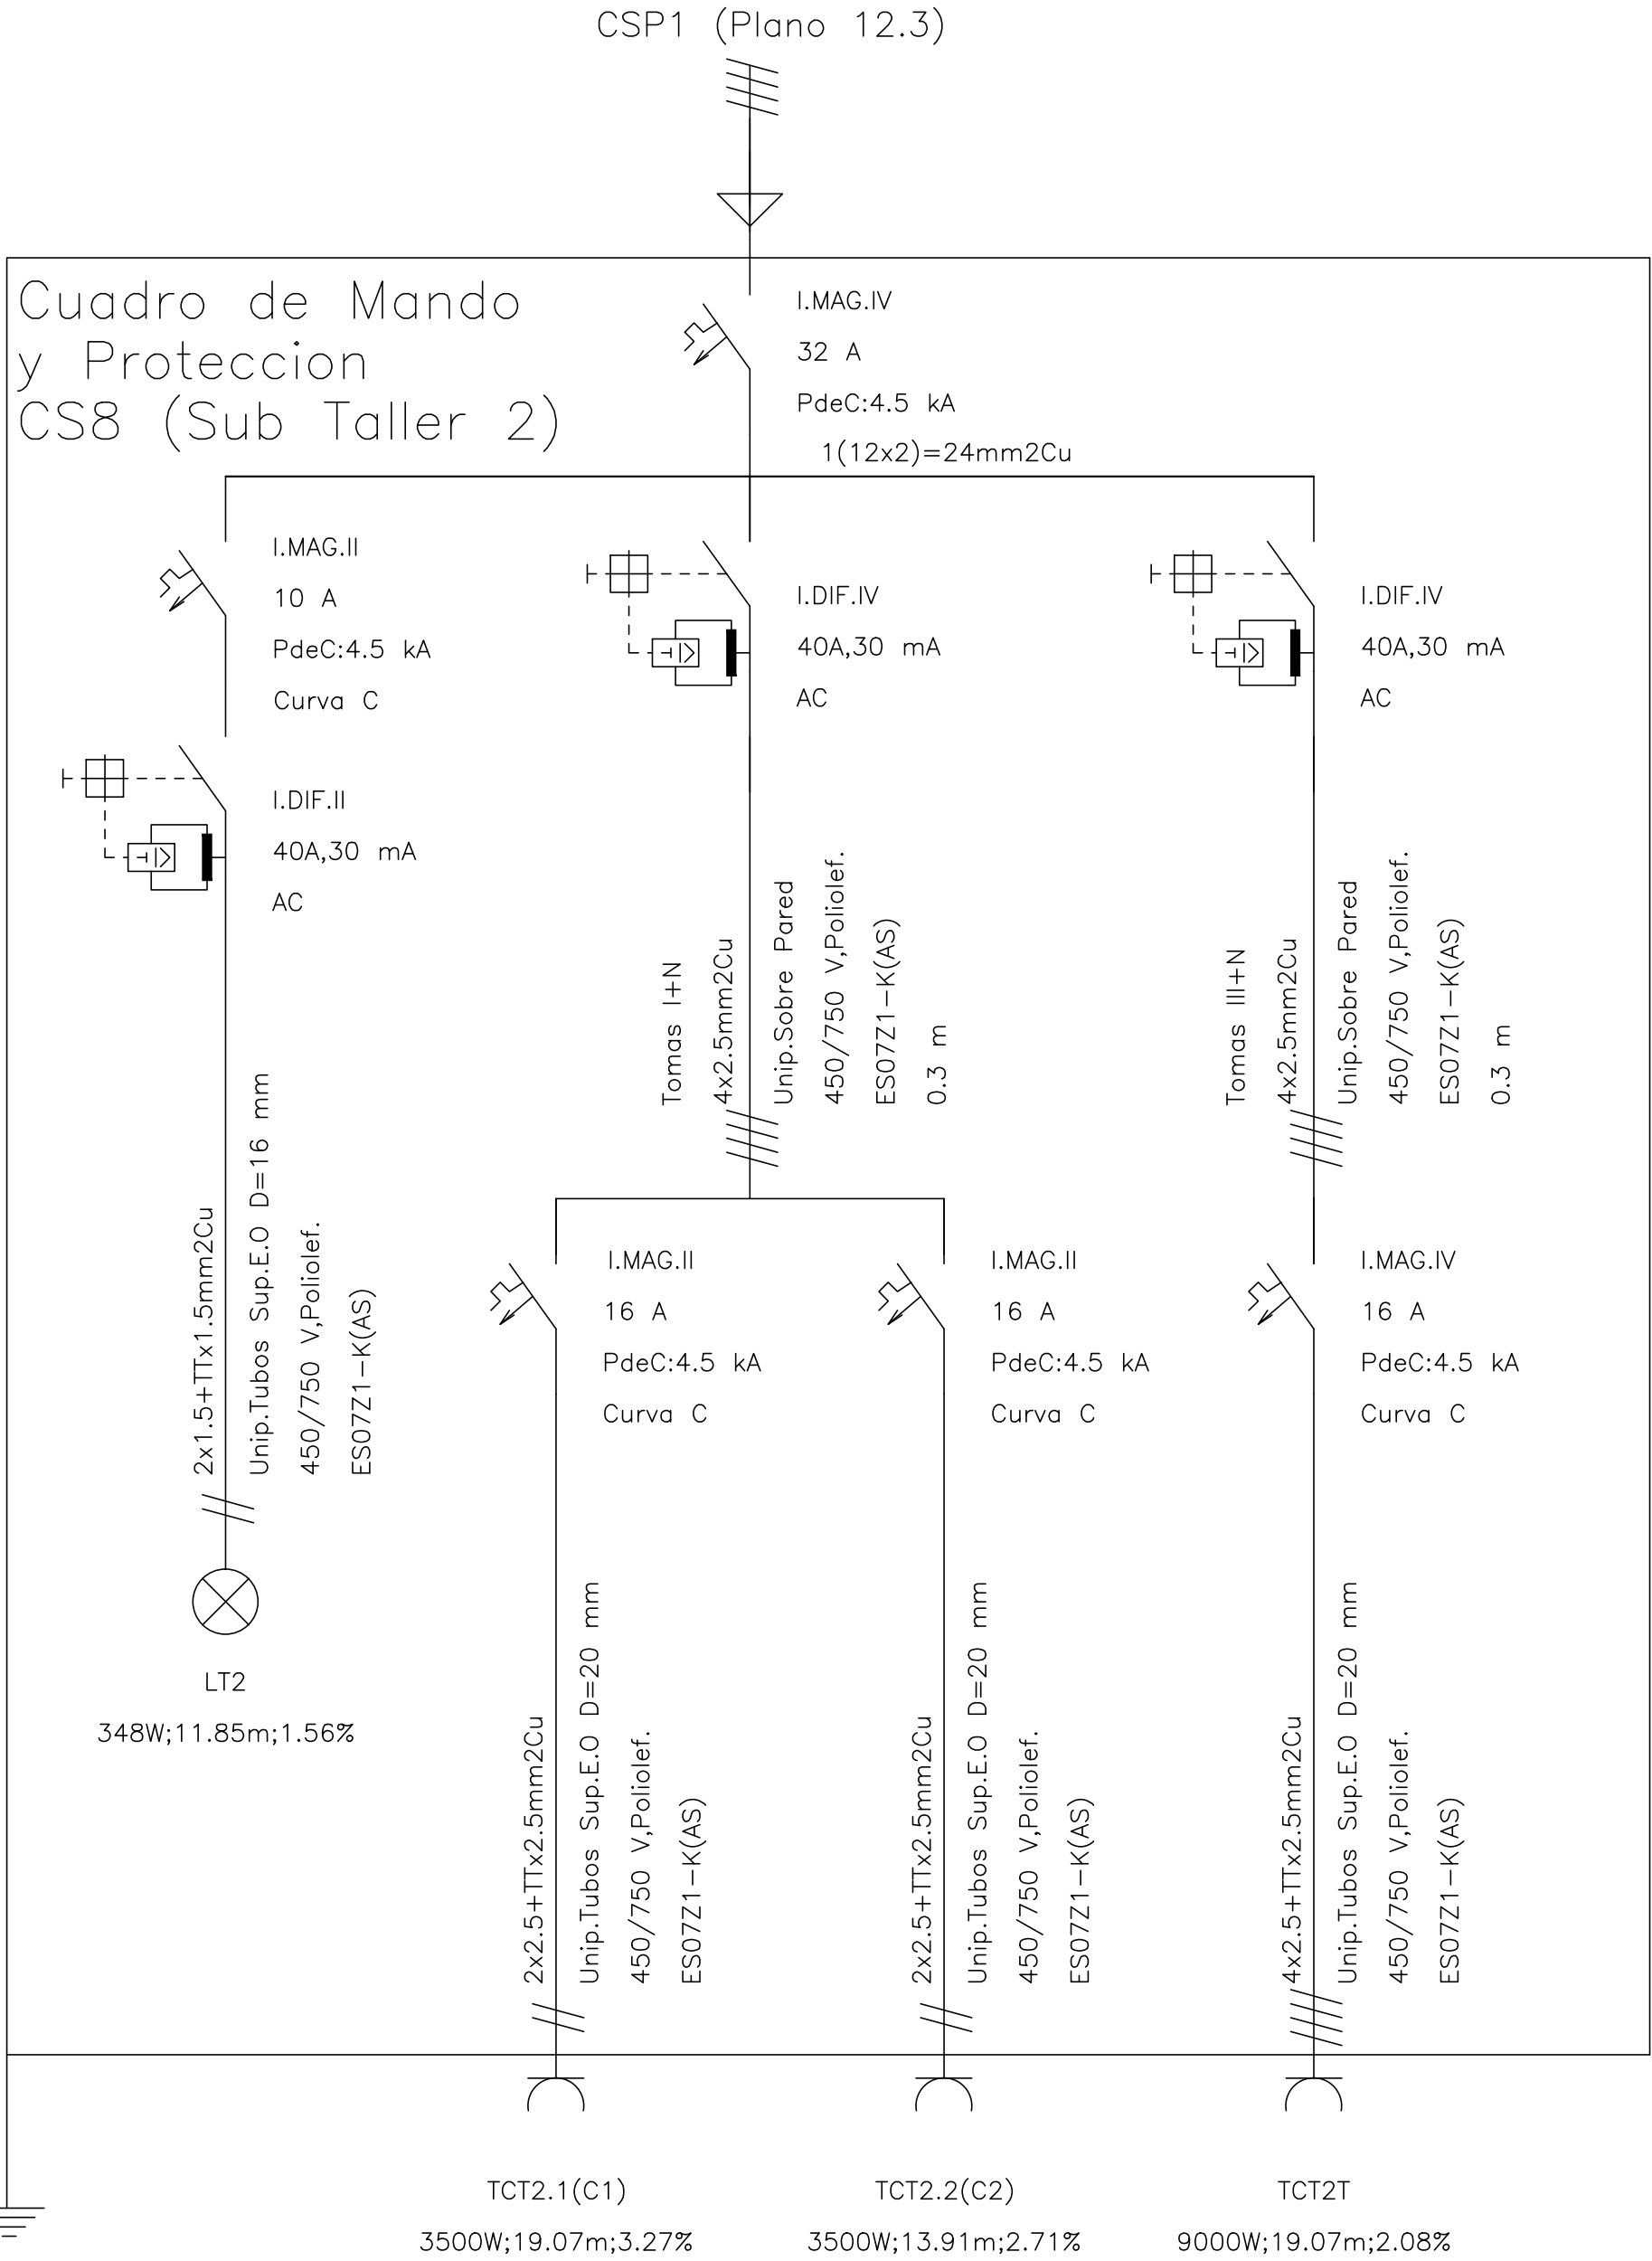 CSP1 (Plano 12.3)
Cuadro de Mando
y Proteccion
CS8 (Sub Taller 2)
I.MAG.IV
32 A
PdeC:4.5 kA
1(12x2)=24mm2Cu
I.MAG.II
10 A
PdeC:4.5 kA
Curva C
I.DIF.II
40A,30 mA
AC
2x1.5+TTx1.5mm2Cu
Unip.Tubos Sup.E.O D=16 mm
450/750 V,Poliolef.
ES07Z1-K(AS)
LT2
348W;11.85m;1.56%
I.DIF.IV
40A,30 mA
AC
Tomas I+N
4x2.5mm2Cu
Unip.Sobre Pared
450/750 V,Poliolef.
ES07Z1-K(AS)
0.3 m
I.DIF.IV
40A,30 mA
AC
Tomas III+N
4x2.5mm2Cu
Unip.Sobre Pared
450/750 V,Poliolef.
ES07Z1-K(AS)
0.3 m
I.MAG.II
16 A
PdeC:4.5 kA
Curva C
2x2.5+TTx2.5mm2Cu
Unip.Tubos Sup.E.O D=20 mm
450/750 V,Poliolef.
ES07Z1-K(AS)
TCT2.1(C1)
3500W;19.07m;3.27%
I.MAG.II
16 A
PdeC:4.5 kA
Curva C
2x2.5+TTx2.5mm2Cu
Unip.Tubos Sup.E.O D=20 mm
450/750 V,Poliolef.
ES07Z1-K(AS)
TCT2.2(C2)
3500W;13.91m;2.71%
I.MAG.IV
16 A
PdeC:4.5 kA
Curva C
4x2.5+TTx2.5mm2Cu
Unip.Tubos Sup.E.O D=20 mm
450/750 V,Poliolef.
ES07Z1-K(AS)
TCT2T
9000W;19.07m;2.08%